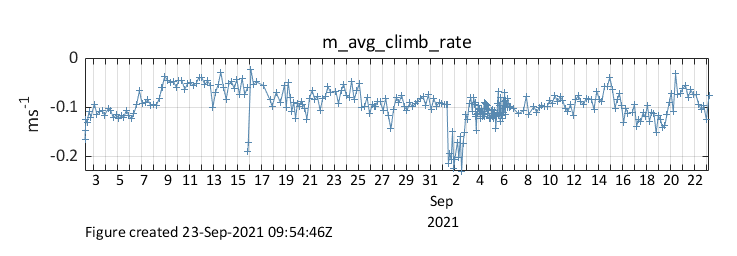 m_avg_climb_rate
0
-0.1
-0.2
ms-1
3 5 7 9 11 13 15 17 19 21 23 25 27 29 31 2 4 6 8 10 12 14 16 18 20 22
Sep
2021
Figure created 23-Sep-2021 09:54:46Z